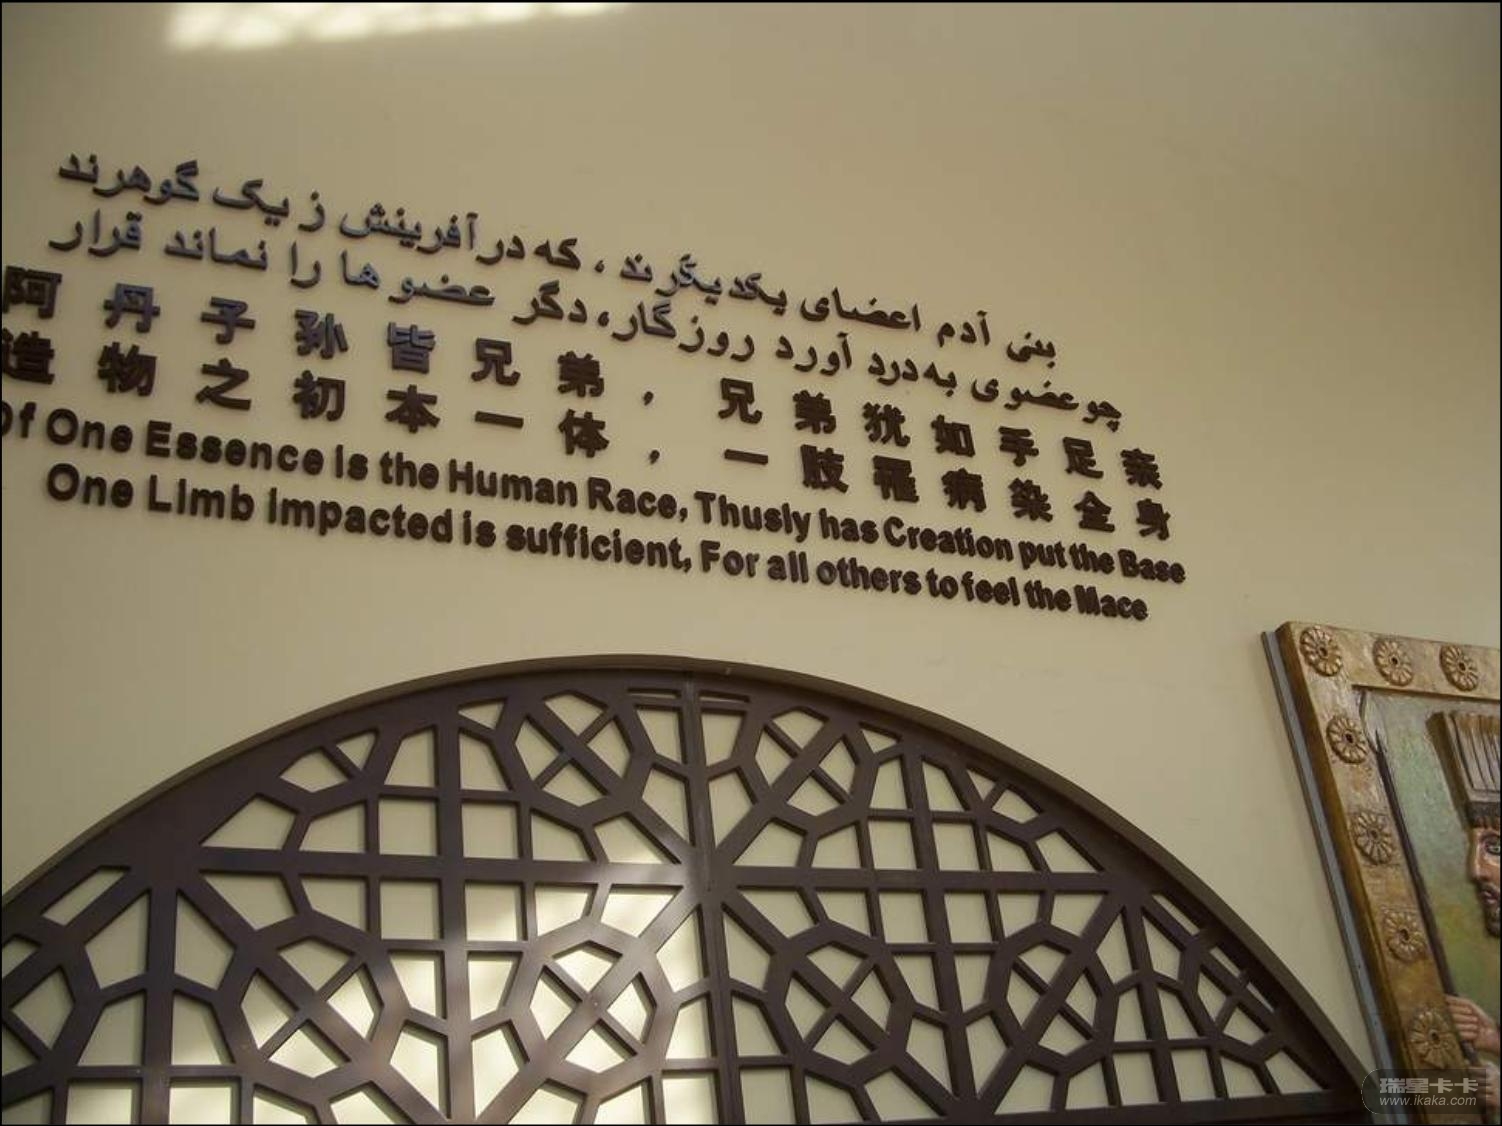 بنی آدم اعضای یکدیگرند ، که در آفرینش ز یک گوهرند
چو عضوی به درد آورد روزگار، دگر عضو ها را نماند قرار
阿丹子孙皆兄弟，兄弟犹如手足亲
造物之初本一体，一肢罹病染全身
Of One Essence is the Human Race, Thusly has Creation put the Base
One Limb impacted is sufficient, For all others to feel the Mace
瑞星卡卡
www.ikaka.com